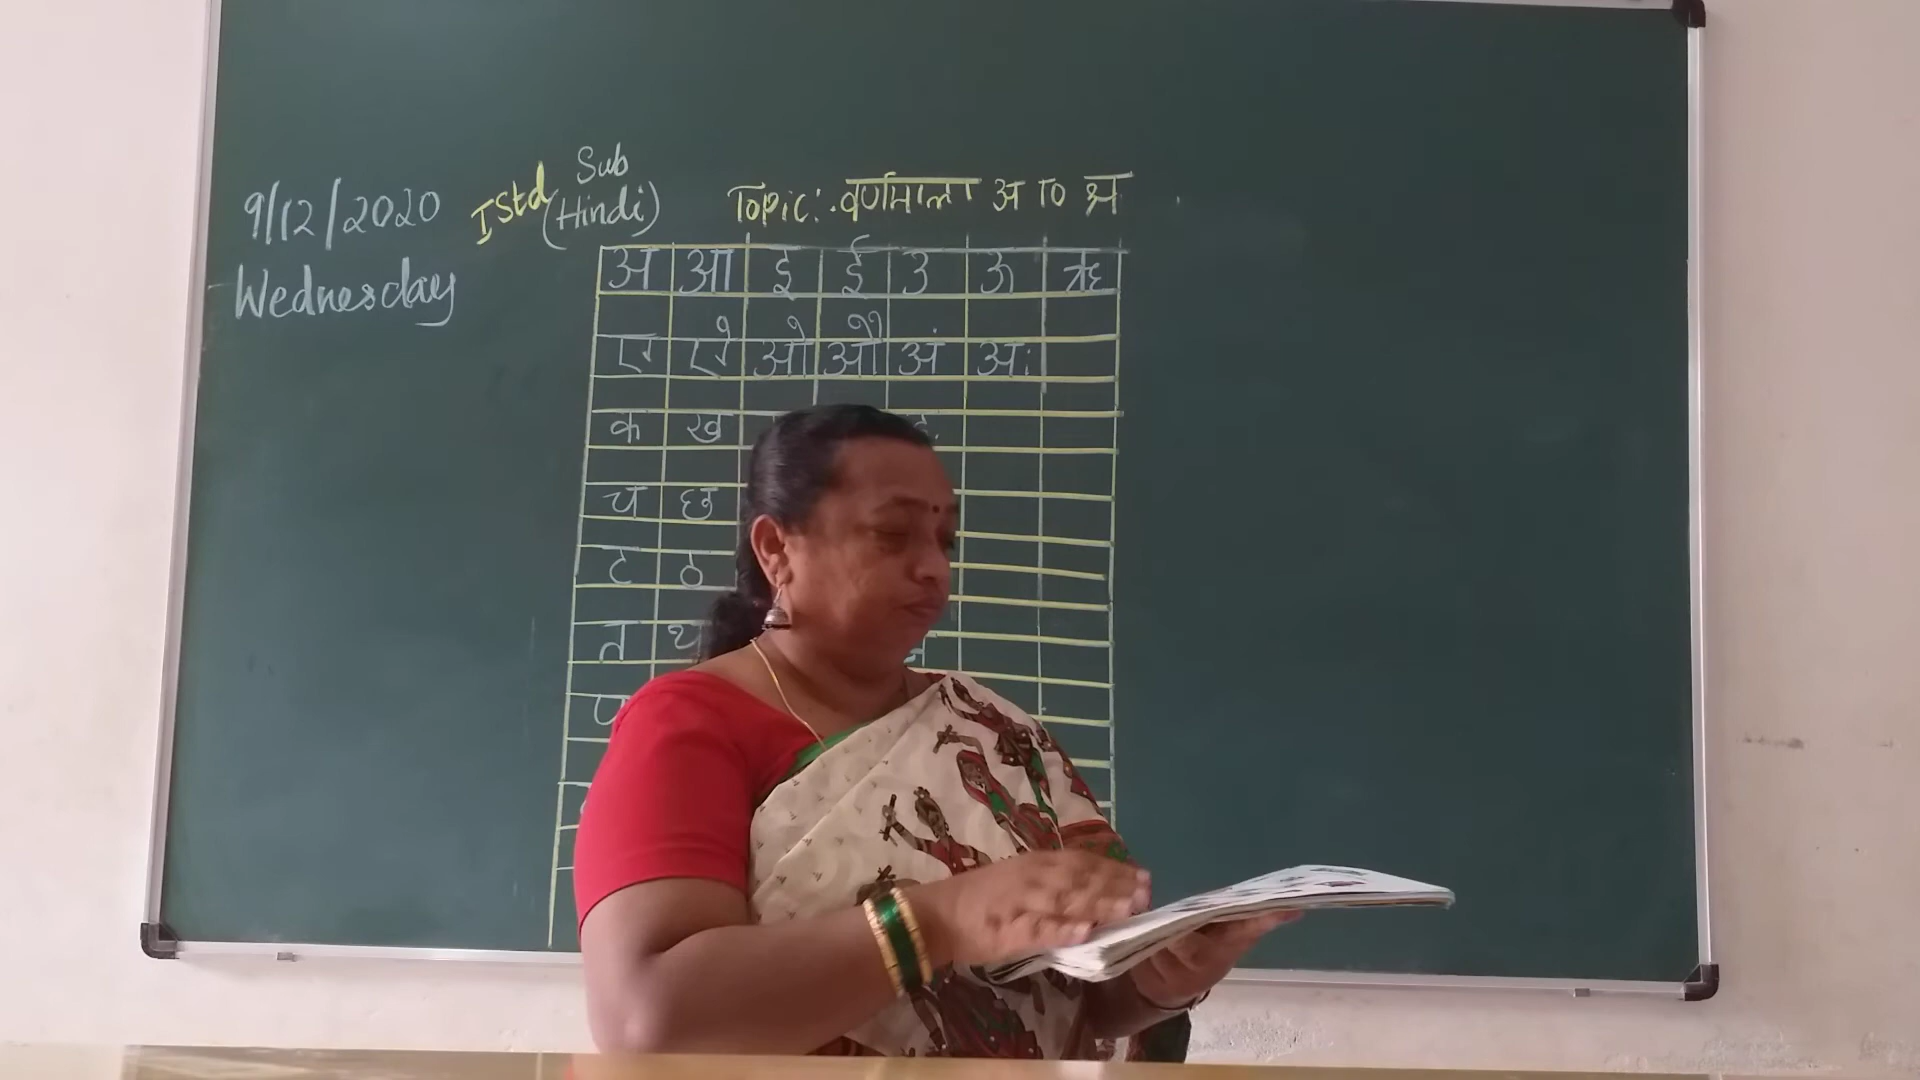 9/12/2020
Wednesday
I Std
Sub
(Hindi)
Topic: वर्णमाला अ To श्र
अ आ इ ई उ ऊ ऋ
ए ऐ ओ औ अं अः
क ख ङ
च छ
ट ठ
त थ न
प